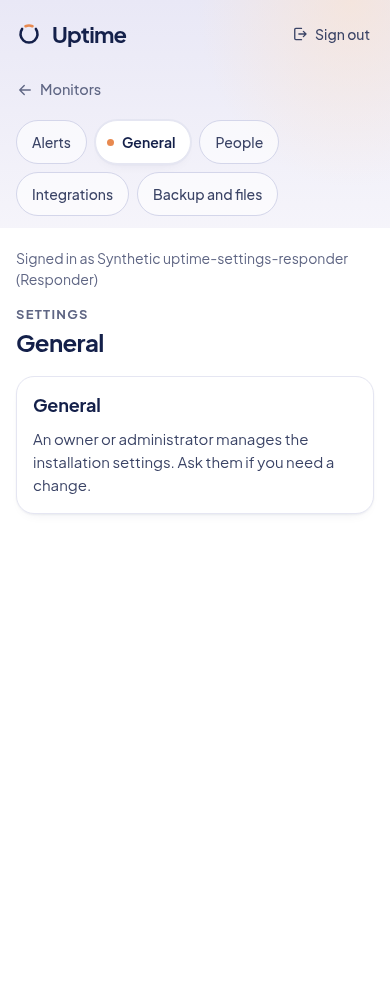 Uptime
Sign out
Monitors
Alerts
General
People
Integrations
Backup and files
Signed in as Synthetic uptime-settings-responder
(Responder)
SETTINGS
General
General
An owner or administrator manages the
installation settings. Ask them if you need a
change.